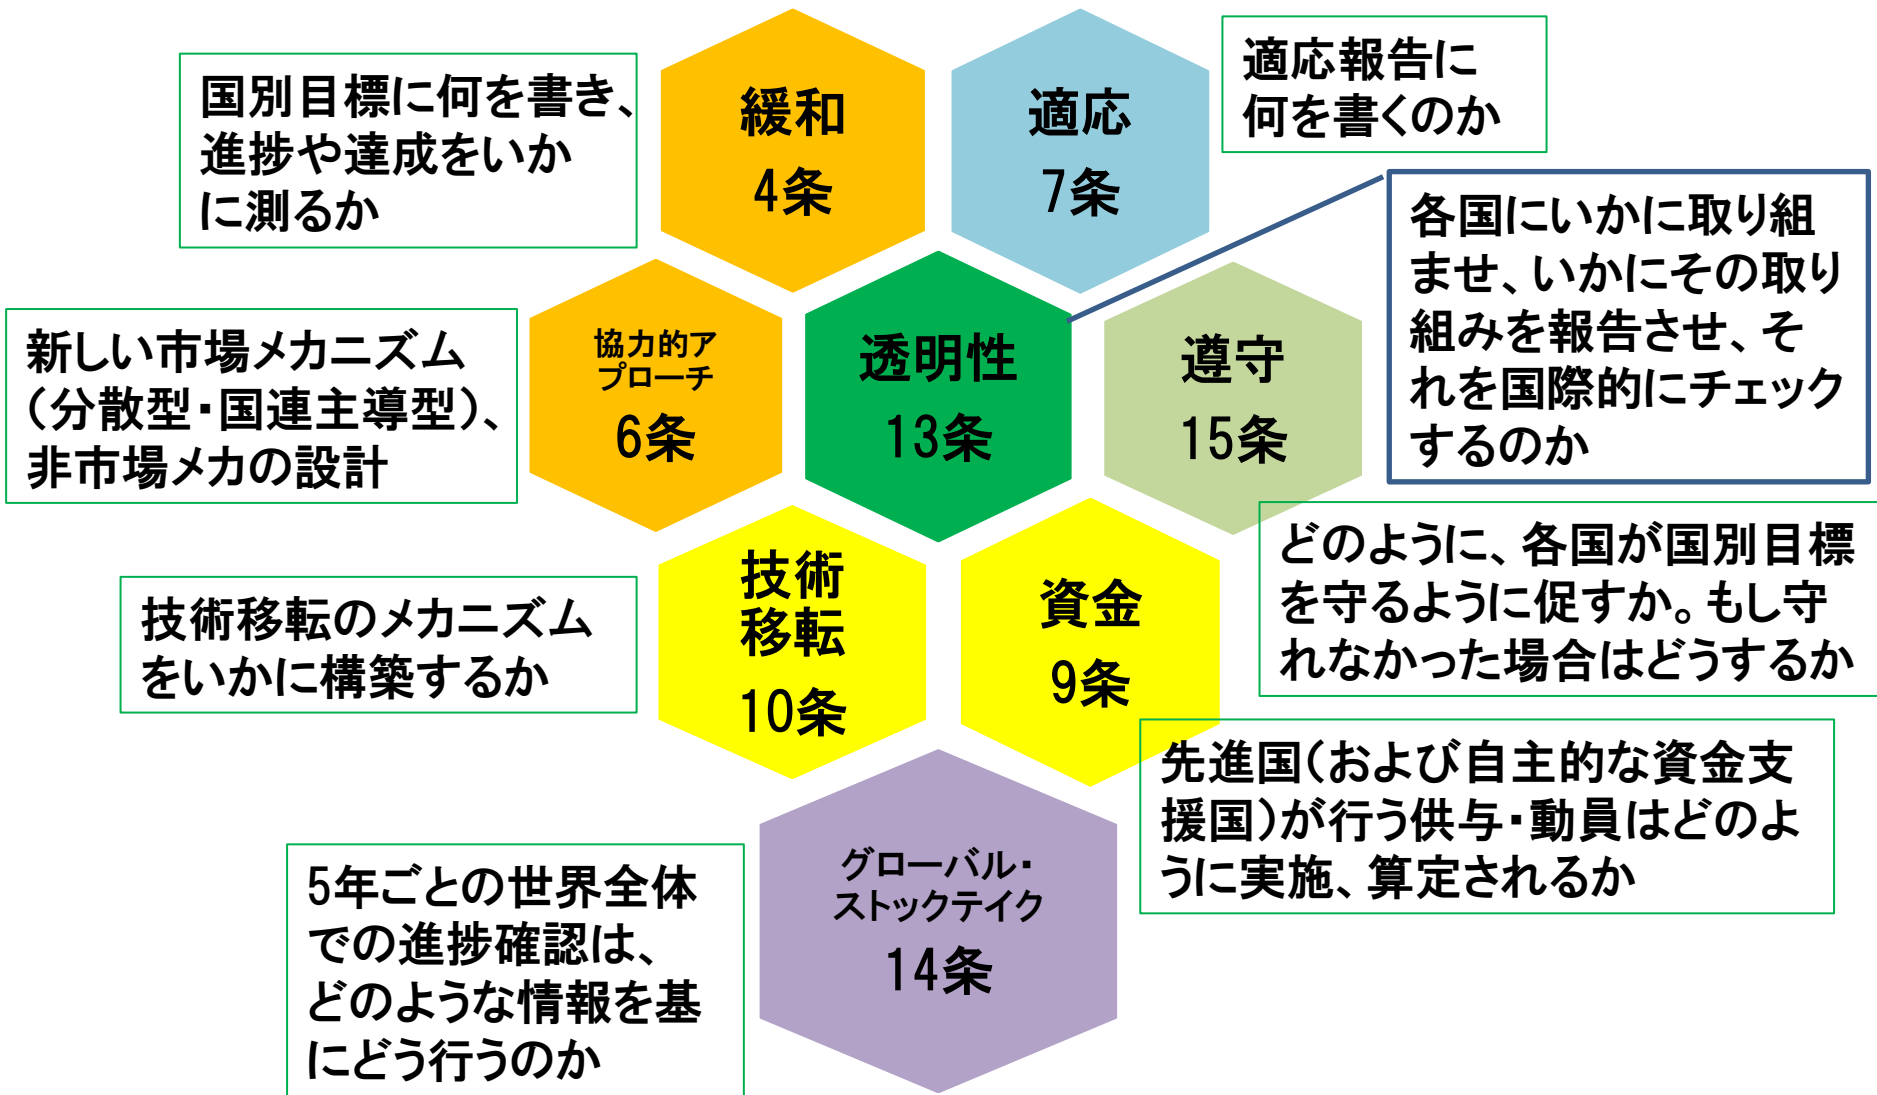 国別目標に何を書き、
進捗や達成をいか
に測るか
緩和
4条
適応
7条
適応報告に
何を書くのか
新しい市場メカニズム
(分散型・国連主導型)、
非市場メカの設計
協力的ア
プローチ
6条
透明性
13条
遵守
15条
各国にいかに取り組
ませ、いかにその取り
組みを報告させ、そ
れを国際的にチェック
するのか
技術移転のメカニズム
をいかに構築するか
技術
移転
10条
資金
9条
どのように、各国が国別目標
を守るように促すか。もし守
れなかった場合はどうするか
先進国(および自主的な資金支
援国)が行う供与・動員はどのよ
うに実施、算定されるか
5年ごとの世界全体
での進捗確認は、
どのような情報を基
にどう行うのか
グローバル・
ストックテイク
14条